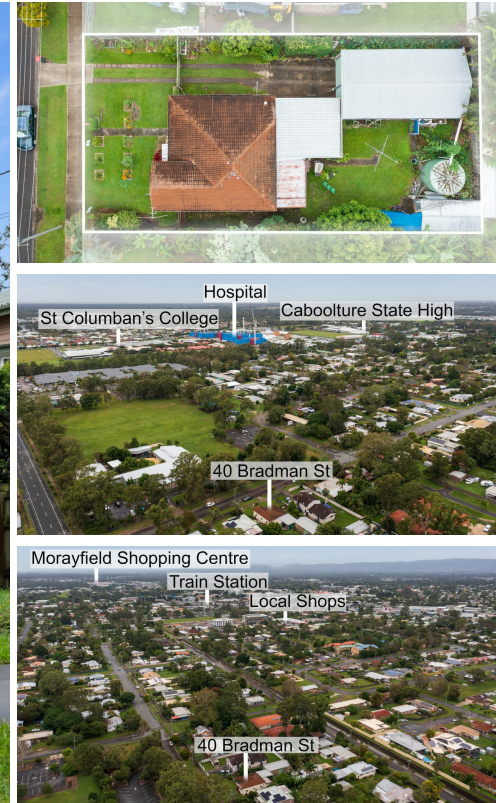 Hospital
St Columban's College
Caboolture State High
40 Bradman St
Morayfield Shopping Centre
Train Station
Local Shops
40 Bradman St